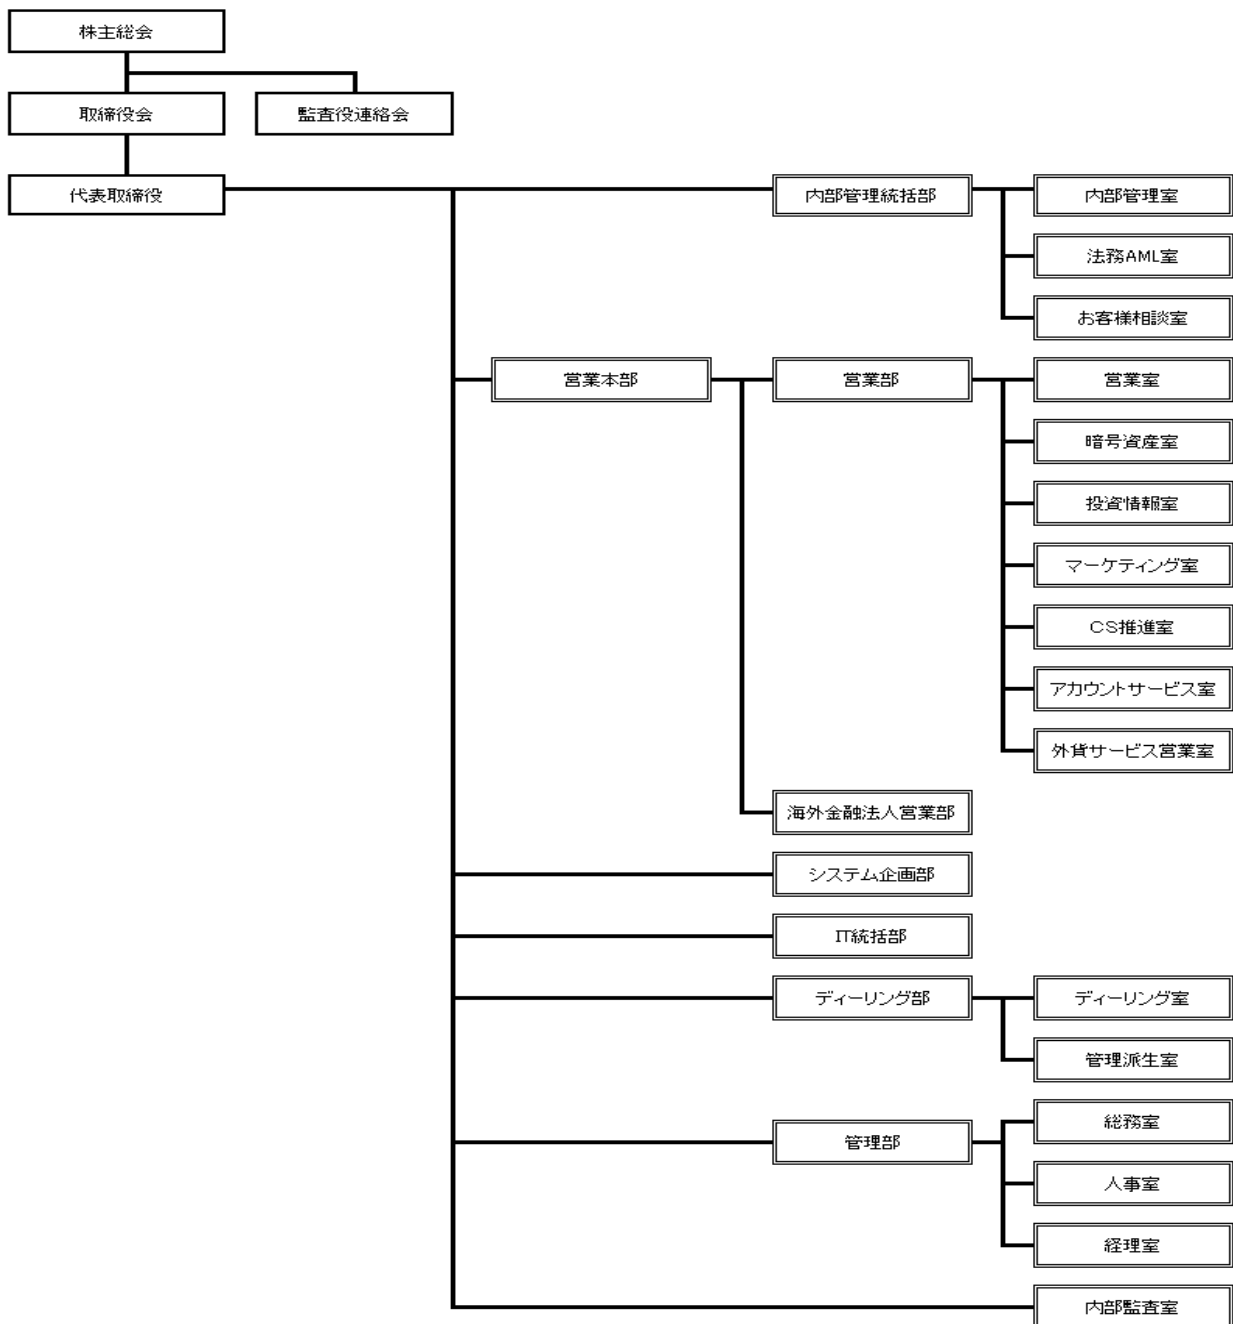 株主総会
取締役会
監査役連絡会
代表取締役
内部管理統括部
内部管理室
法務AML室
お客様相談室
営業本部
営業部
営業室
暗号資産室
投資情報室
マーケティング室
CS推進室
アカウントサービス室
外貨サービス営業室
海外金融法人営業部
システム企画部
IT統括部
ディーリング部
ディーリング室
管理派生室
総務室
管理部
人事室
経理室
内部監査室